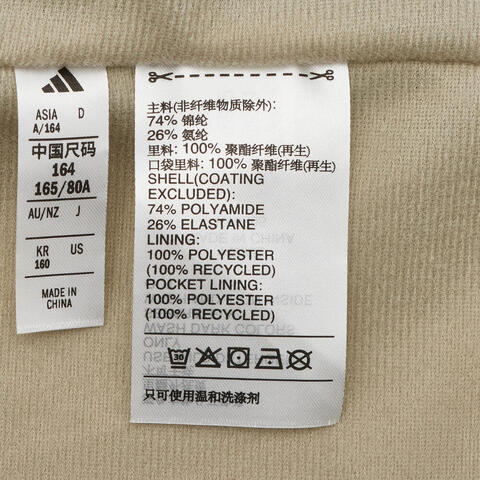 ASIA D
A/164
中国尺码
164
165/80A
AU/NZ J
KR US
160
MADE IN
CHINA
主料(非纤维物质除外):
74% 锦纶
26% 氨纶
里料: 100% 聚酯纤维(再生)
口袋里料: 100% 聚酯纤维(再生)
SHELL(COATING
EXCLUDED):
74% POLYAMIDE
26% ELASTANE
LINING:
100% POLYESTER
(100% RECYCLED)
POCKET LINING:
100% POLYESTER
(100% RECYCLED)
30
只可使用温和洗涤剂